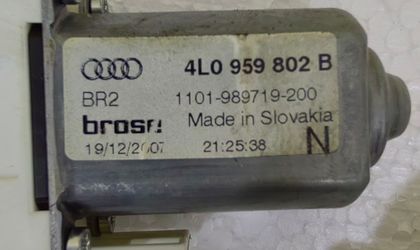 4L0 959 802 B
BR2 1101-989719-200
brose Made in Slovakia
19/12/2007 21:25:38 N